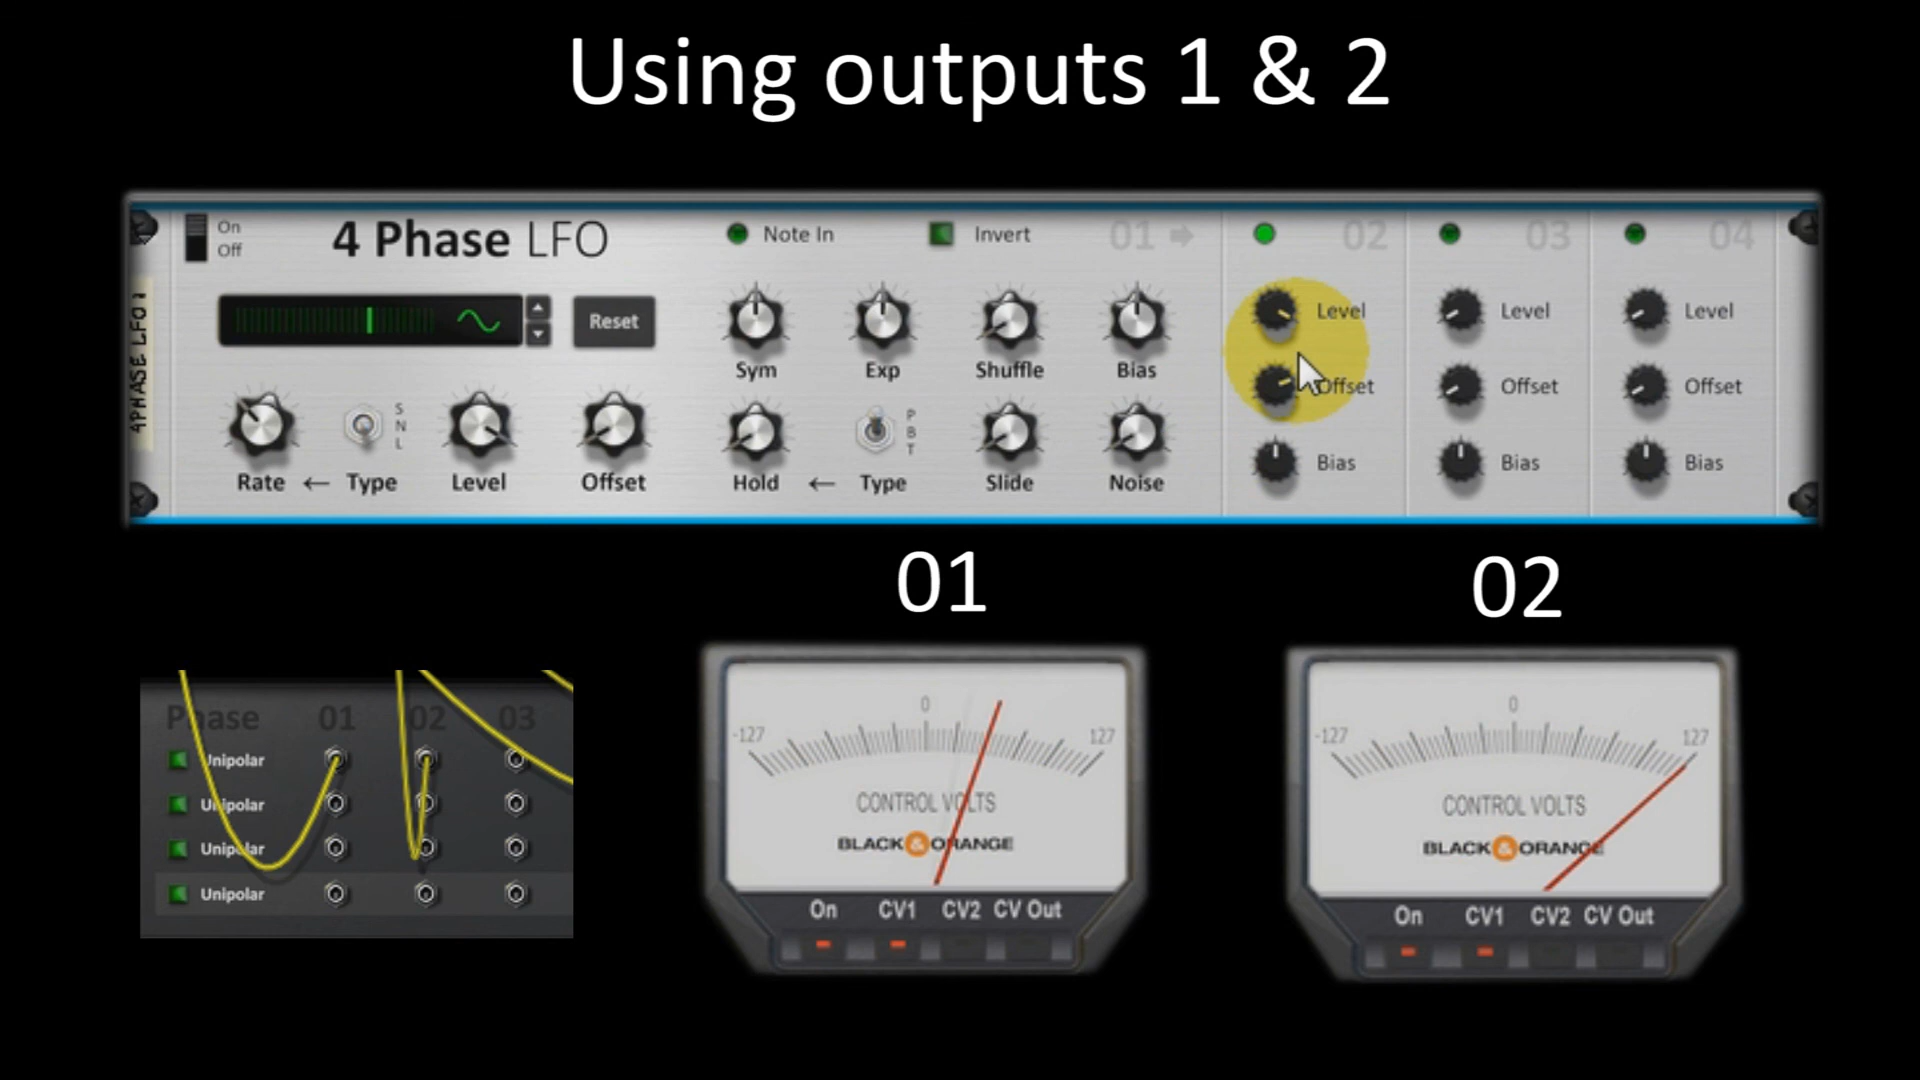 Using outputs 1 & 2
On
Off
4 Phase LFO
Note In
Invert
01
02
03
04
Reset
Sym
Exp
Shuffle
Bias
Level
Level
Level
Offset
Offset
Offset
Bias
Bias
Bias
S
N
L
P
B
T
Rate
← Type
Level
Offset
Hold
← Type
Slide
Noise
4PHASE LFO 1
01
02
Phase 01 02 03
Unipolar
Unipolar
Unipolar
Unipolar
-127 0 127
CONTROL VOLTS
BLACK & ORANGE
On CV1 CV2 CV Out
-127 0 127
CONTROL VOLTS
BLACK & ORANGE
On CV1 CV2 CV Out